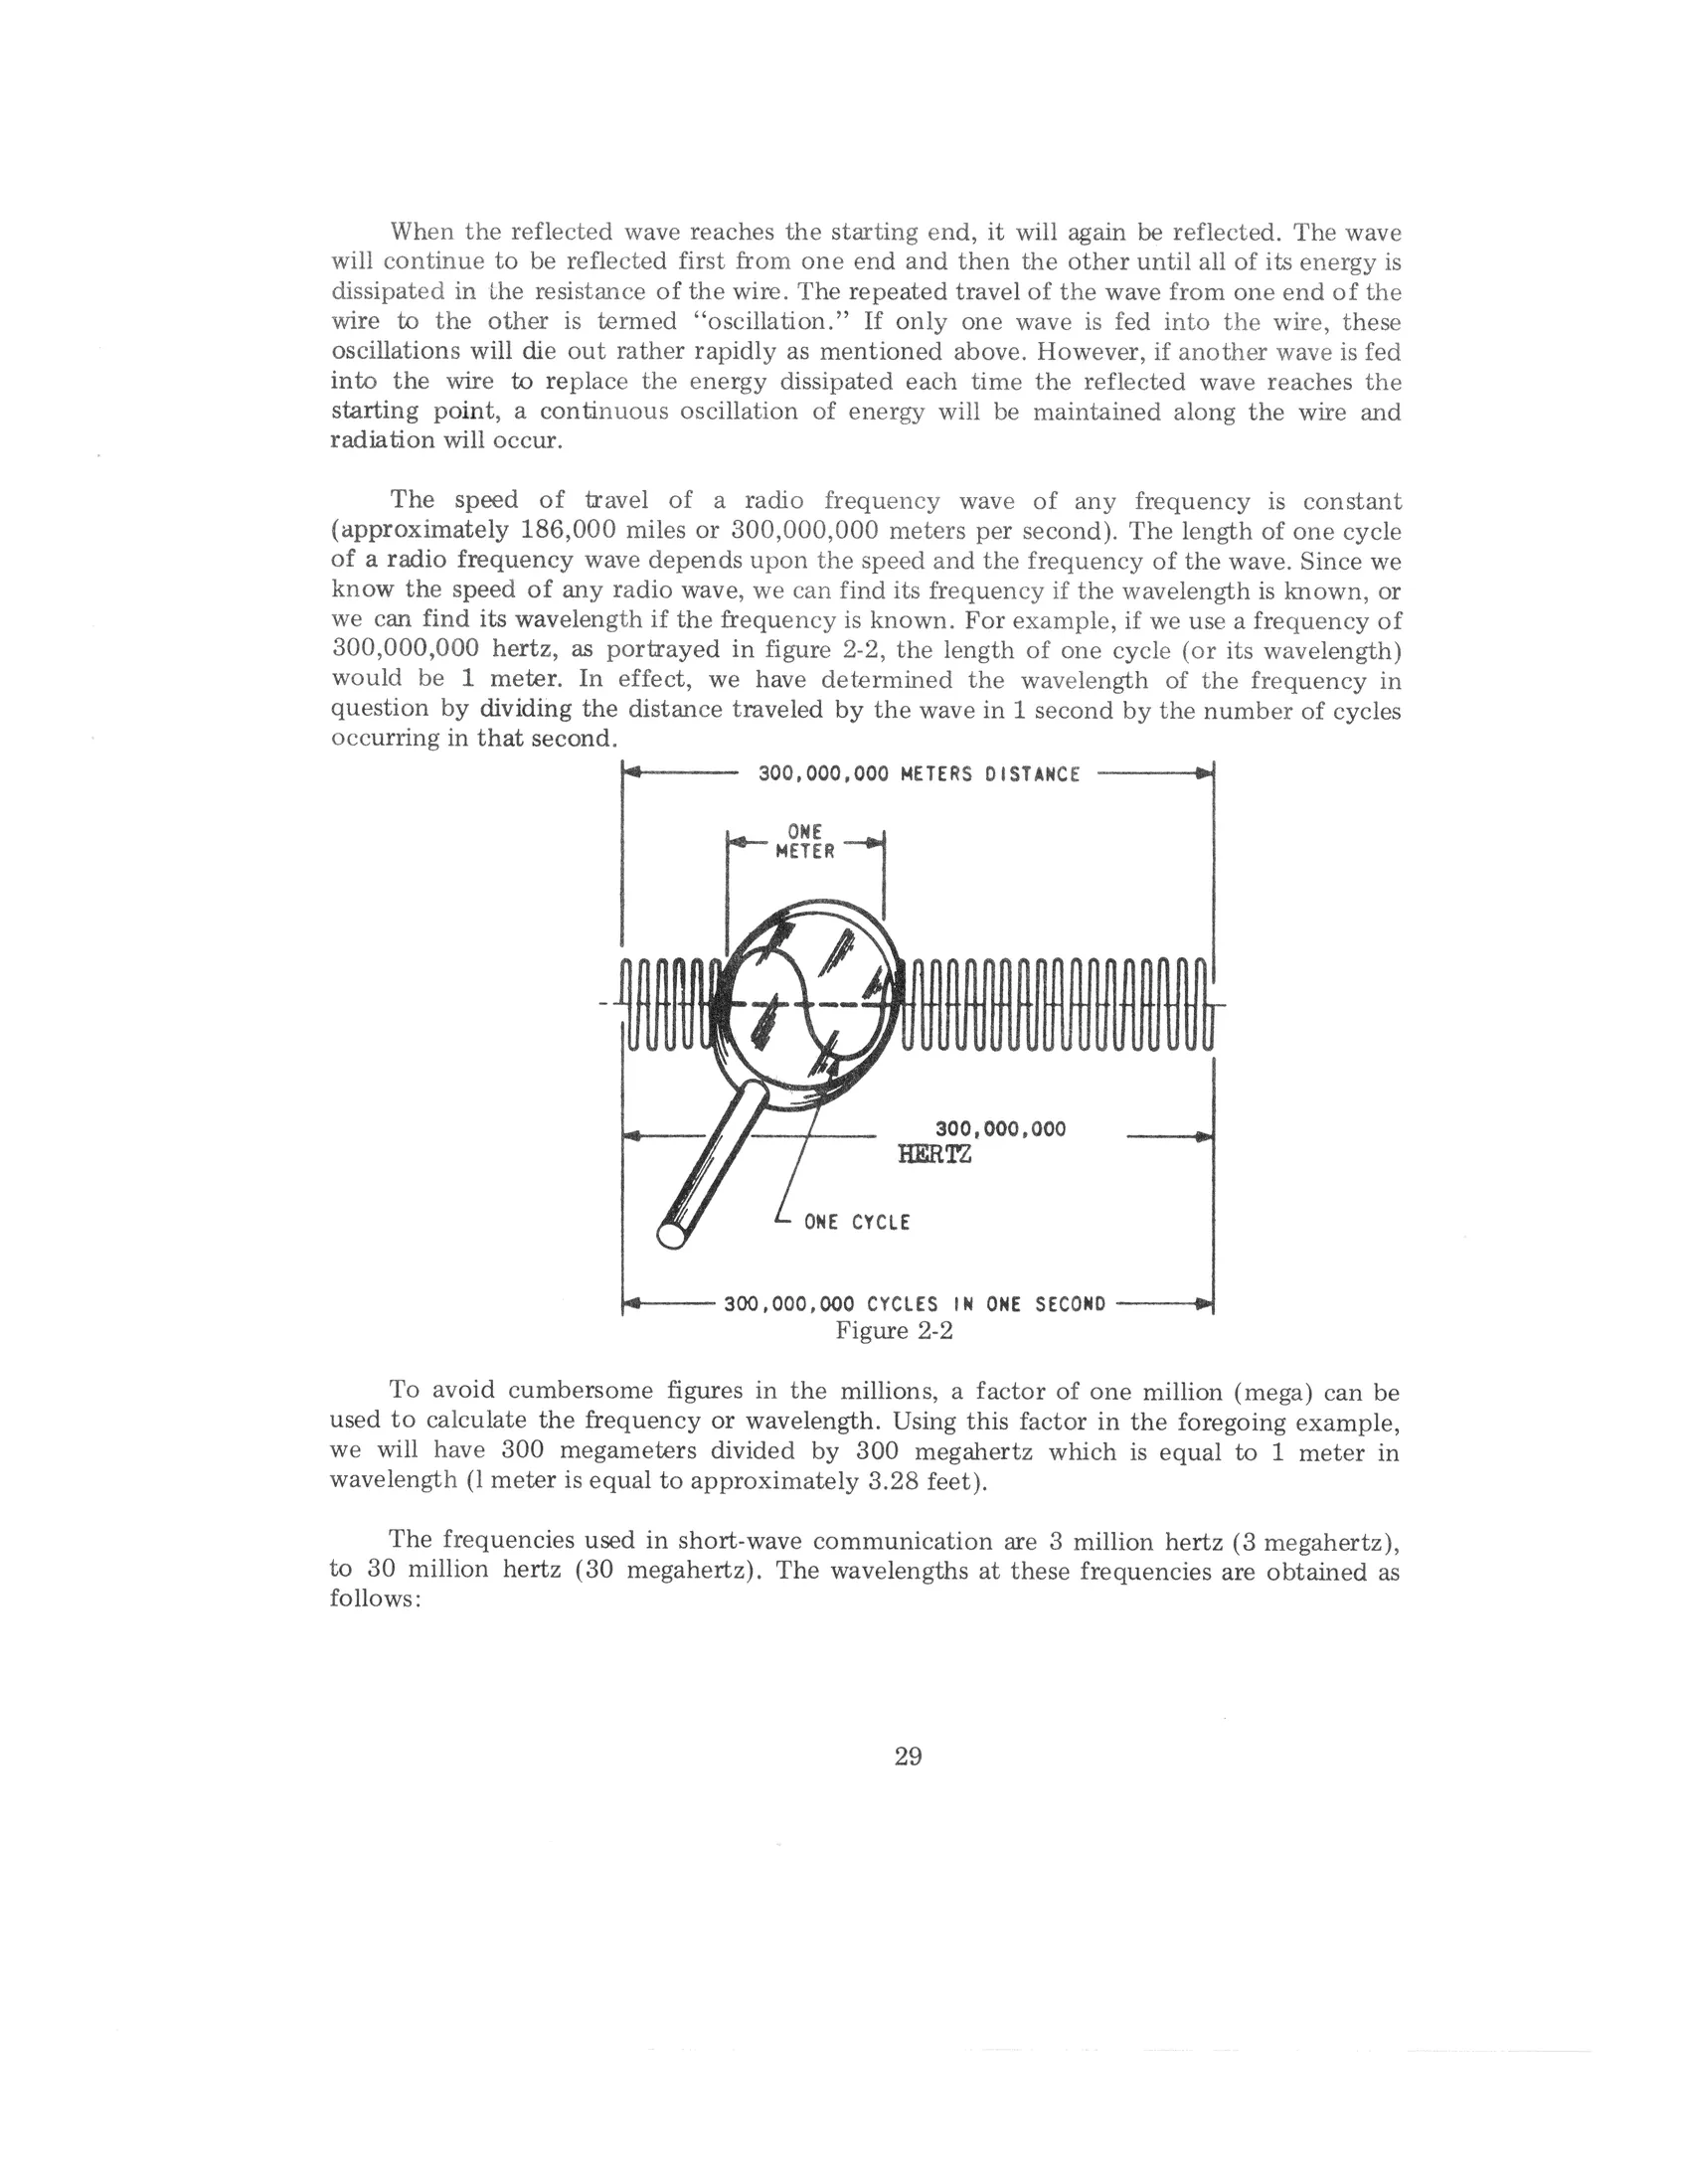 When the reflected wave reaches the starting end, it will again be reflected. The wave
will continue to be reflected first from one end and then the other until all of its energy is
dissipated in the resistance of the wire. The repeated travel of the wave from one end of the
wire to the other is termed “oscillation.” If only one wave is fed into the wire, these
oscillations will die out rather rapidly as mentioned above. However, if another wave is fed
into the wire to replace the energy dissipated each time the reflected wave reaches the
starting point, a continuous oscillation of energy will be maintained along the wire and
radiation will occur.
The speed of travel of a radio frequency wave of any frequency is constant
(approximately 186,000 miles or 300,000,000 meters per second). The length of one cycle
of a radio frequency wave depends upon the speed and the frequency of the wave. Since we
know the speed of any radio wave, we can find its frequency if the wavelength is known, or
we can find its wavelength if the frequency is known. For example, if we use a frequency of
300,000,000 hertz, as portrayed in figure 2-2, the length of one cycle (or its wavelength)
would be 1 meter. In effect, we have determined the wavelength of the frequency in
question by dividing the distance traveled by the wave in 1 second by the number of cycles
occurring in that second.
300,000,000 METERS DISTANCE
ONE
METER
300,000,000
HERTZ
ONE CYCLE
300,000,000 CYCLES IN ONE SECOND
Figure 2-2
To avoid cumbersome figures in the millions, a factor of one million (mega) can be
used to calculate the frequency or wavelength. Using this factor in the foregoing example,
we will have 300 megameters divided by 300 megahertz which is equal to 1 meter in
wavelength (1 meter is equal to approximately 3.28 feet).
The frequencies used in short-wave communication are 3 million hertz (3 megahertz),
to 30 million hertz (30 megahertz). The wavelengths at these frequencies are obtained as
follows:
29